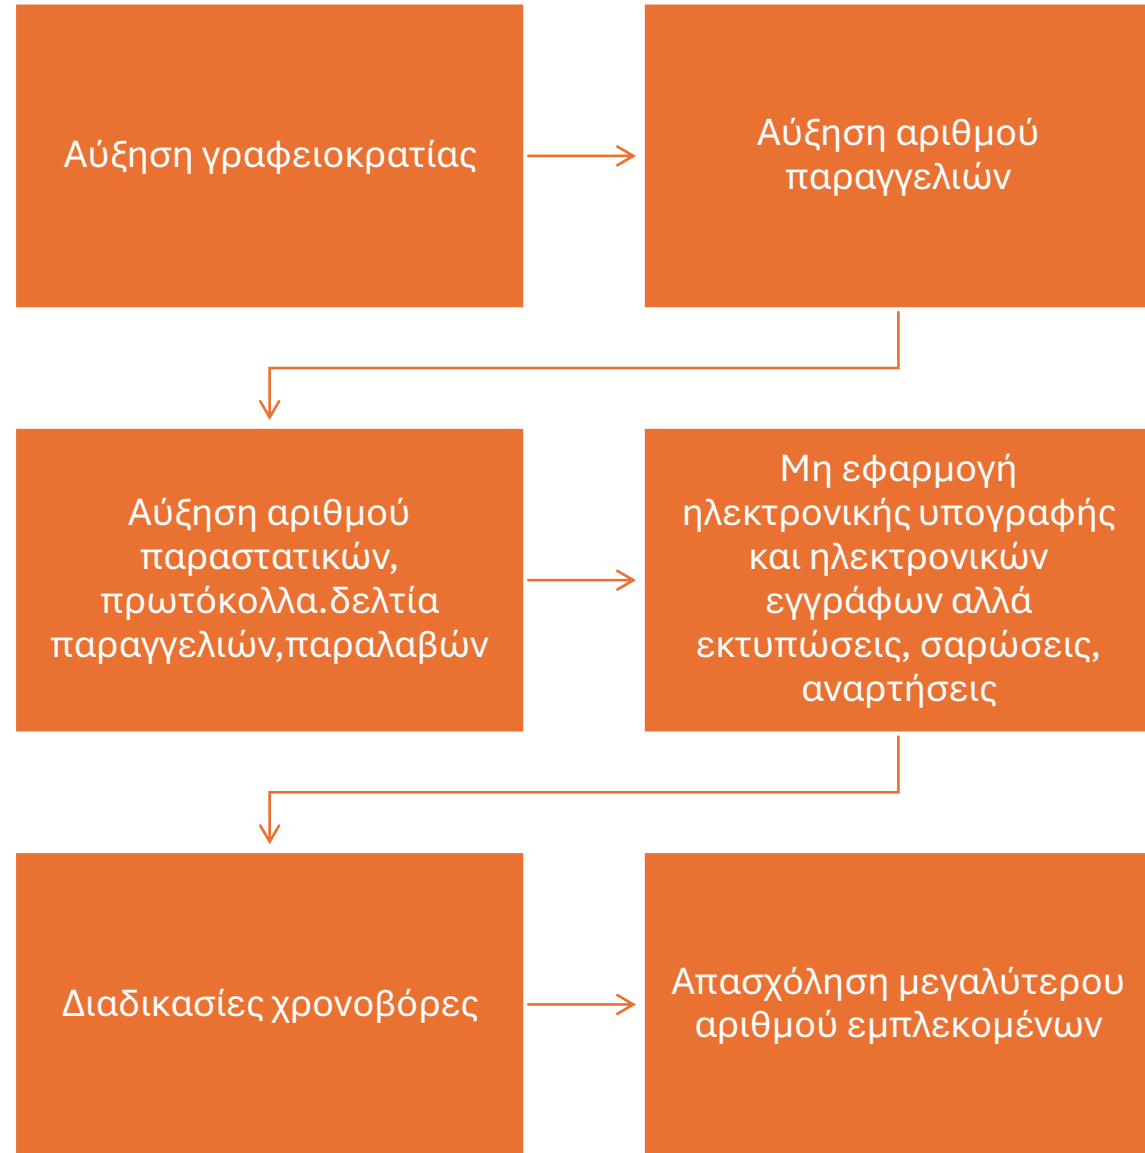 Αύξηση γραφειοκρατίας
Αύξηση αριθμού
παραγγελιών
Αύξηση αριθμού
παραστατικών,
πρωτόκολλα.δελτία
παραγγελιών,παραλαβών
Μη εφαρμογή
ηλεκτρονικής υπογραφής
και ηλεκτρονικών
εγγράφων αλλά
εκτυπώσεις, σαρώσεις,
αναρτήσεις
Διαδικασίες χρονοβόρες
Απασχόληση μεγαλύτερου
αριθμού εμπλεκομένων